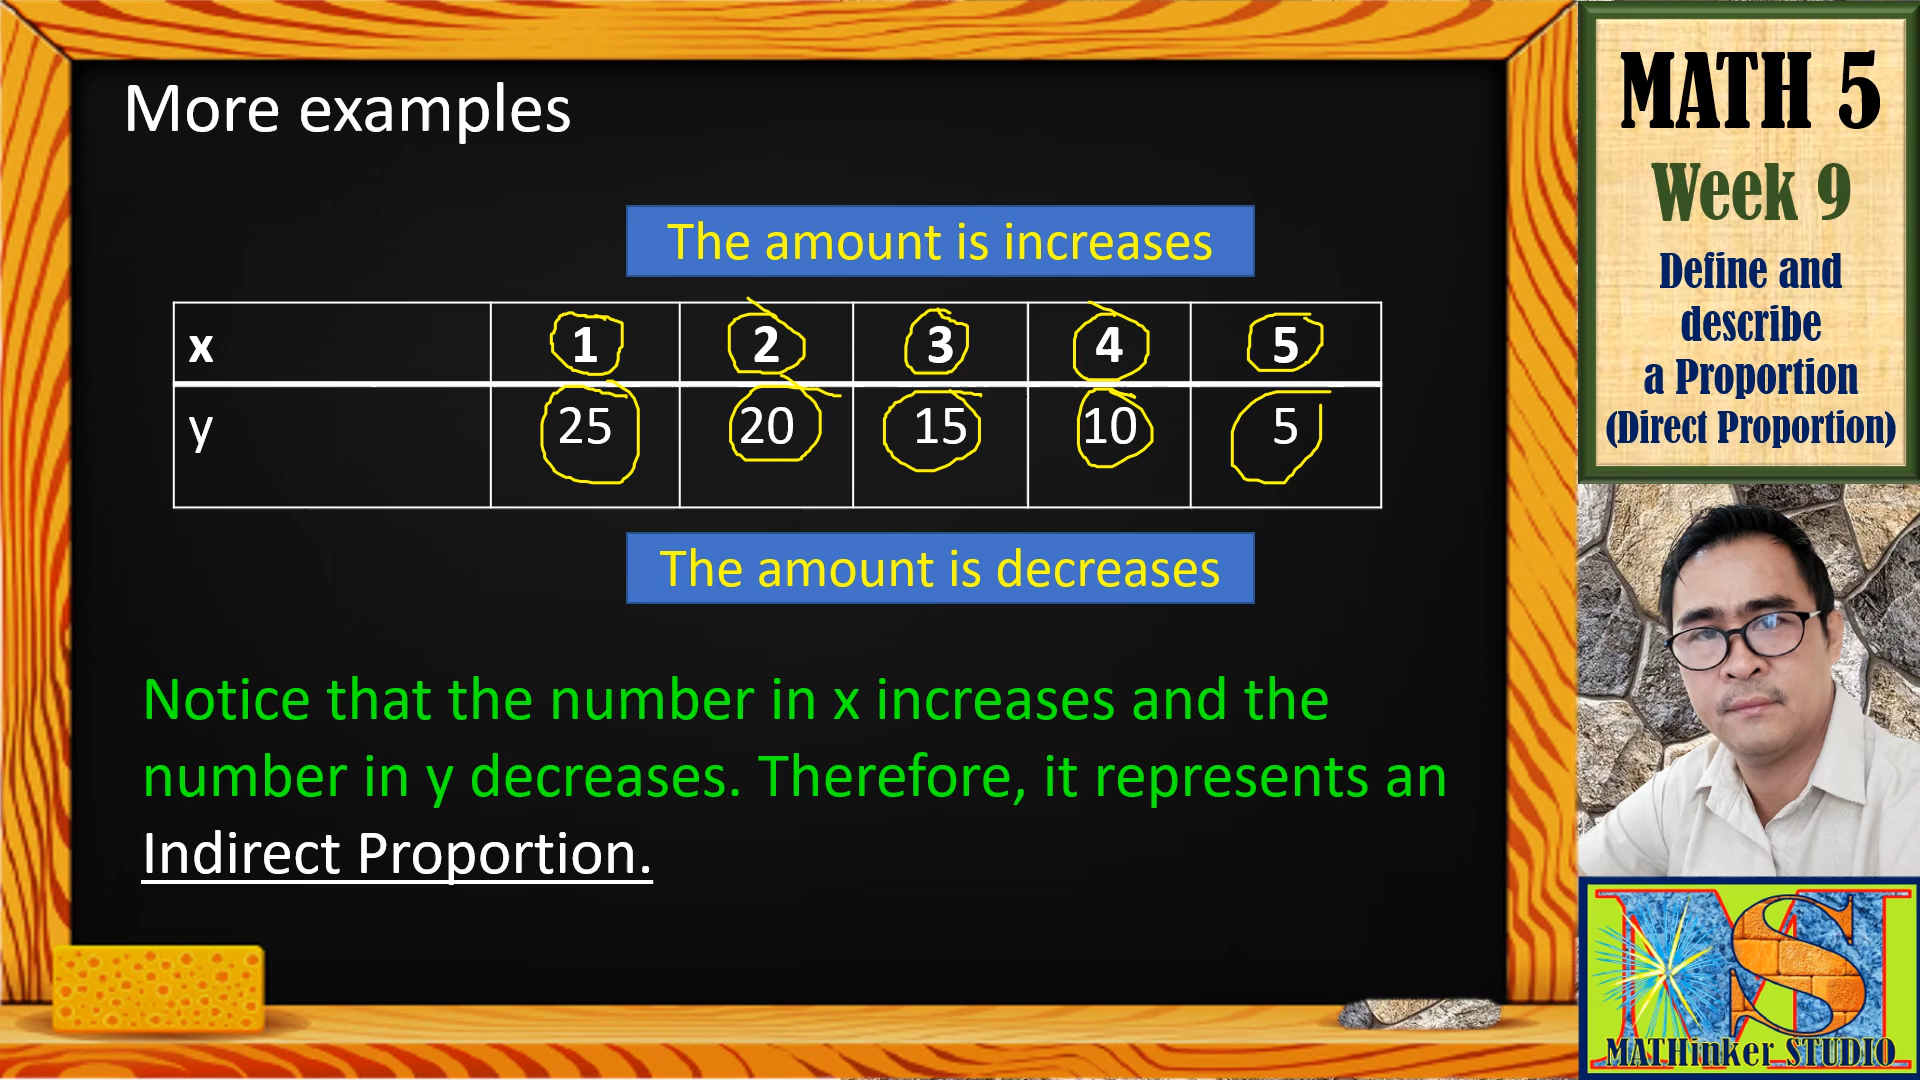 More examples
The amount is increases
x 1 2 3 4 5
y 25 20 15 10 5
The amount is decreases
Notice that the number in x increases and the
number in y decreases. Therefore, it represents an
Indirect Proportion.
MATH 5
Week 9
Define and
describe
a Proportion
(Direct Proportion)
MS
MATHinker STUDIO